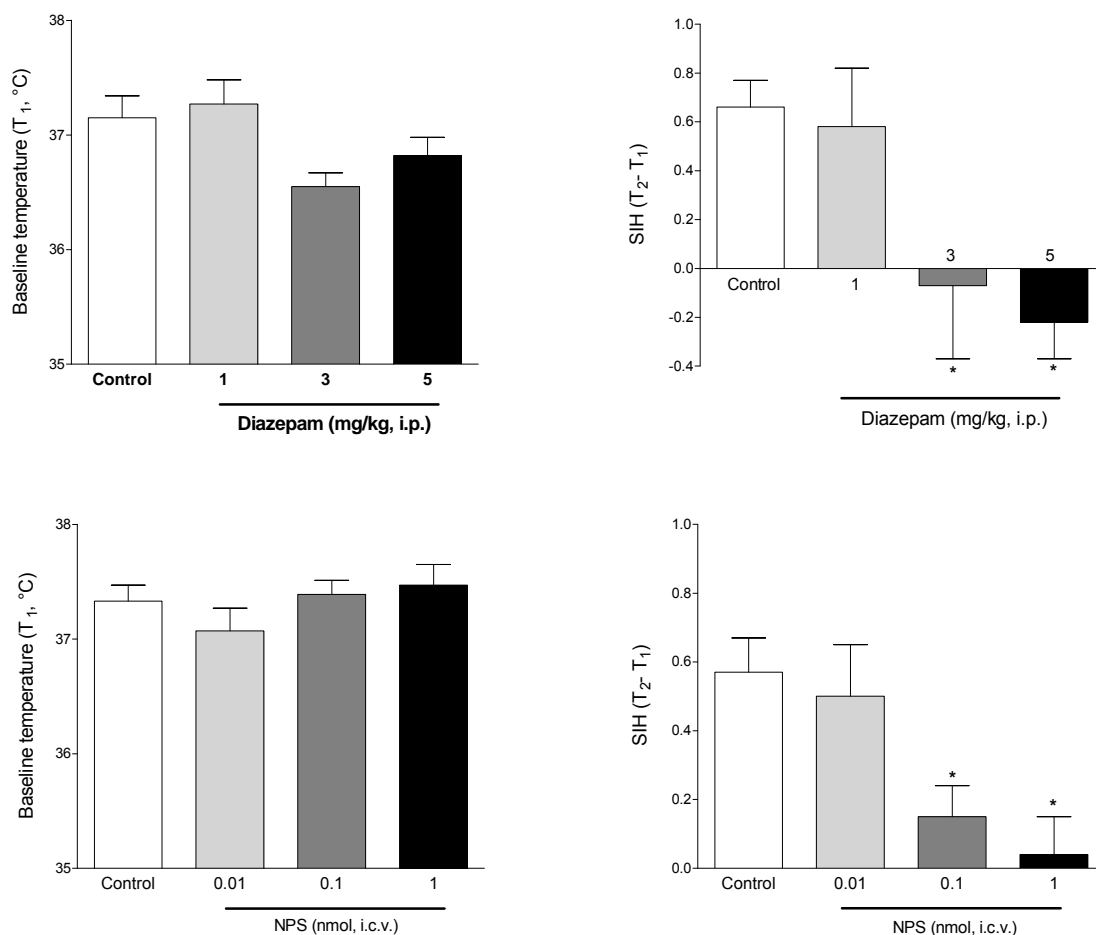 Baseline temperature (T₁, °C)
38
37
36
35
Control 1 3 5
Diazepam (mg/kg, i.p.)
SIH (T₂- T₁)
1.0
0.8
0.6
0.4
0.2
0.0
-0.2
-0.4
3 5
Control 1
* *
Diazepam (mg/kg, i.p.)
Baseline temperature (T₁, °C)
38
37
36
35
Control 0.01 0.1 1
NPS (nmol, i.c.v.)
SIH (T₂- T₁)
1.0
0.8
0.6
0.4
0.2
0.0
* *
Control 0.01 0.1 1
NPS (nmol, i.c.v.)